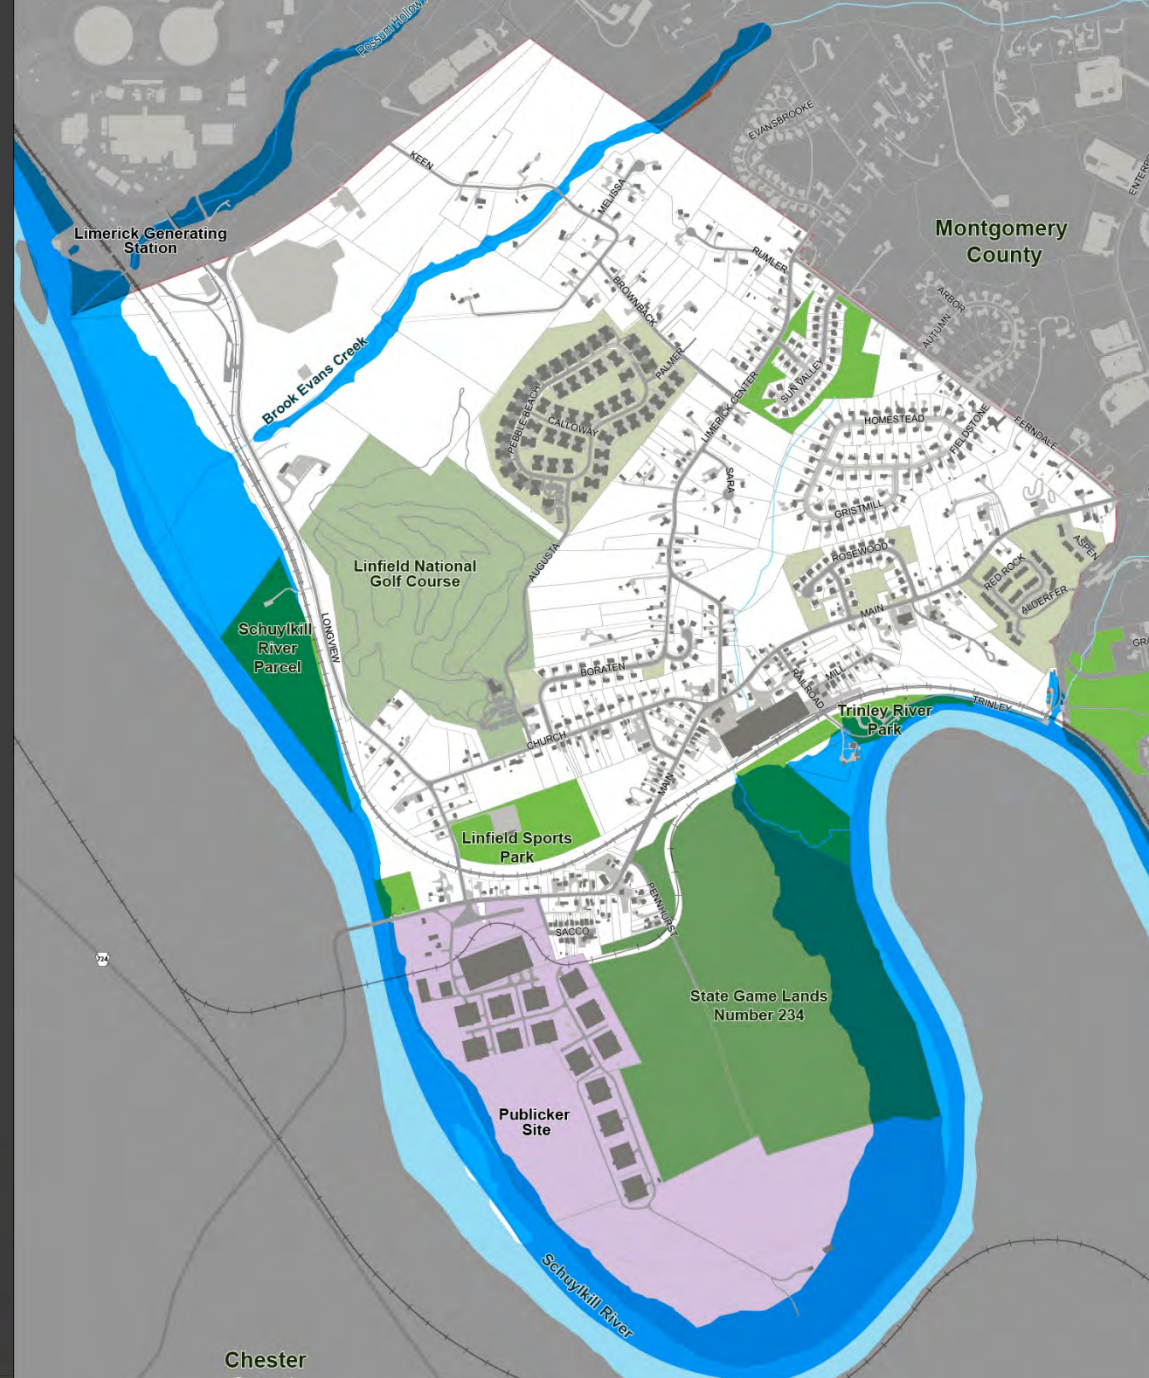 Possum Hollow
EVANSBROOKE
KEEN
MELISSA
Limerick Generating
Station
Montgomery
County
RUMLER
BROWNBACK
ARBOR
AUTUMN
Brook Evans Creek
PALMER
SUN VALLEY
LIMERICK CENTER
PEBBLE BEACH
CALLOWAY
HOMESTEAD
FIELDSTONE
FERNDALE
SARA
GRISTMILL
AUGUSTA
ROSEWOOD
ASPEN
Linfield National
Golf Course
RED ROCK
ALDERFER
MAIN
LONGVIEW
Schuylkill
River
Parcel
BORATEN
RAILROAD
MILL
TRINLEY
Trinley River
Park
CHURCH
MAIN
Linfield Sports
Park
PENNHURST
SACCO
724
State Game Lands
Number 234
Publicker
Site
Schuylkill River
Chester